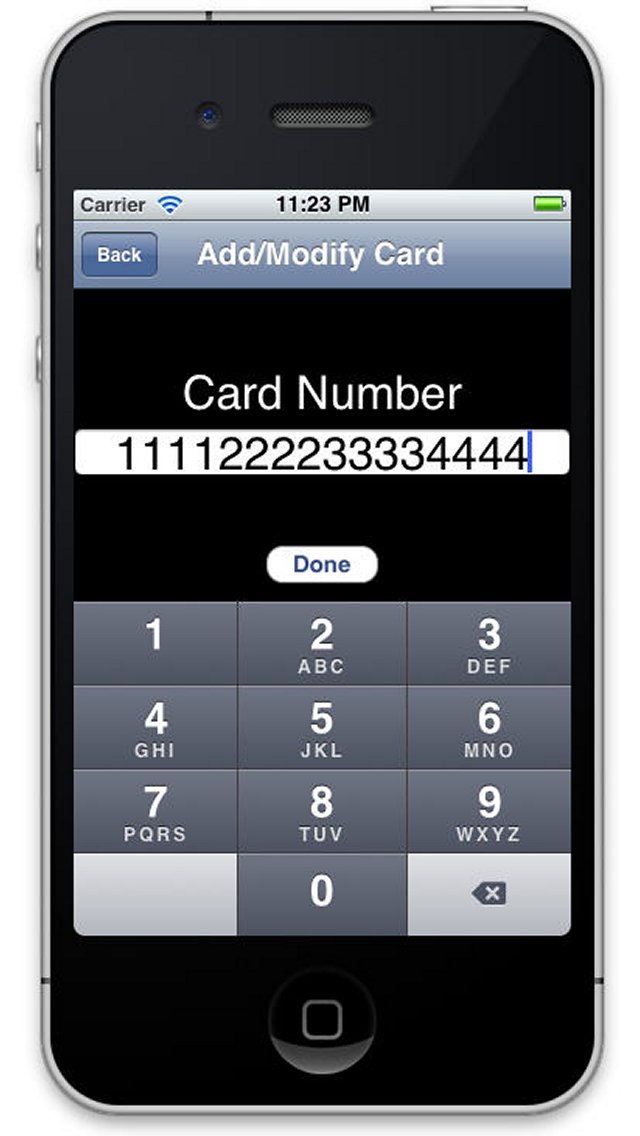 Carrier 11:23 PM
Back Add/Modify Card
Card Number
1111222233334444
Done
1 2 3
ABC DEF
4 5 6
GHI JKL MNO
7 8 9
PQRS TUV WXYZ
0